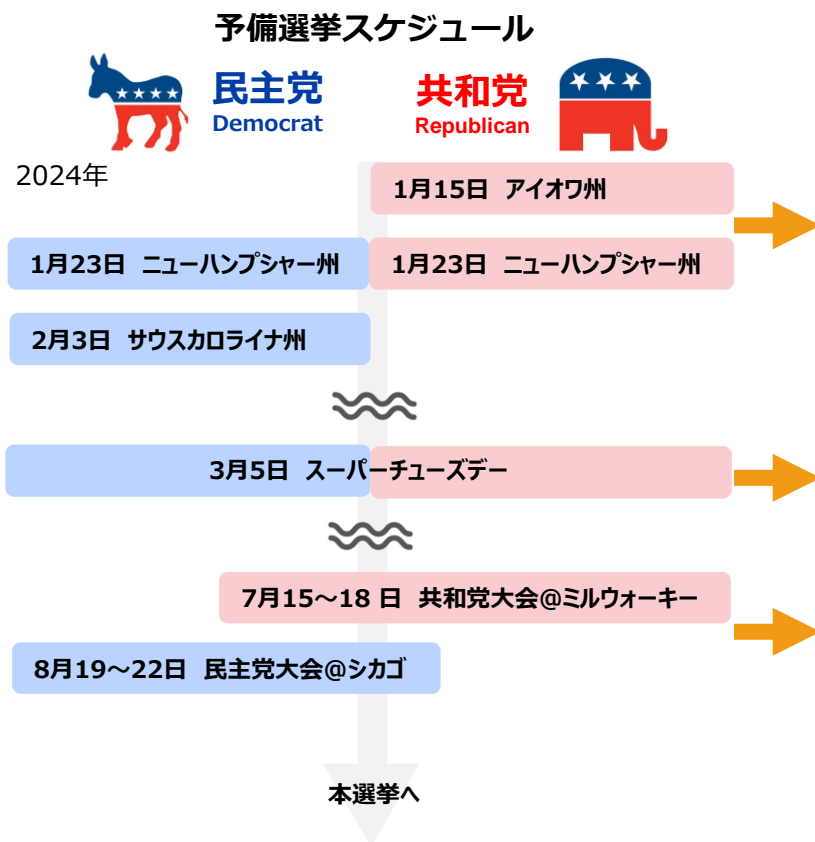 予備選挙スケジュール
民主党
Democrat
共和党
Republican
2024年
1月15日 アイオワ州
1月23日 ニューハンプシャー州
1月23日 ニューハンプシャー州
2月3日 サウスカロライナ州
3月5日 スーパーチューズデー
7月15～18 日 共和党大会@ミルウォーキー
8月19～22日 民主党大会@シカゴ
本選挙へ